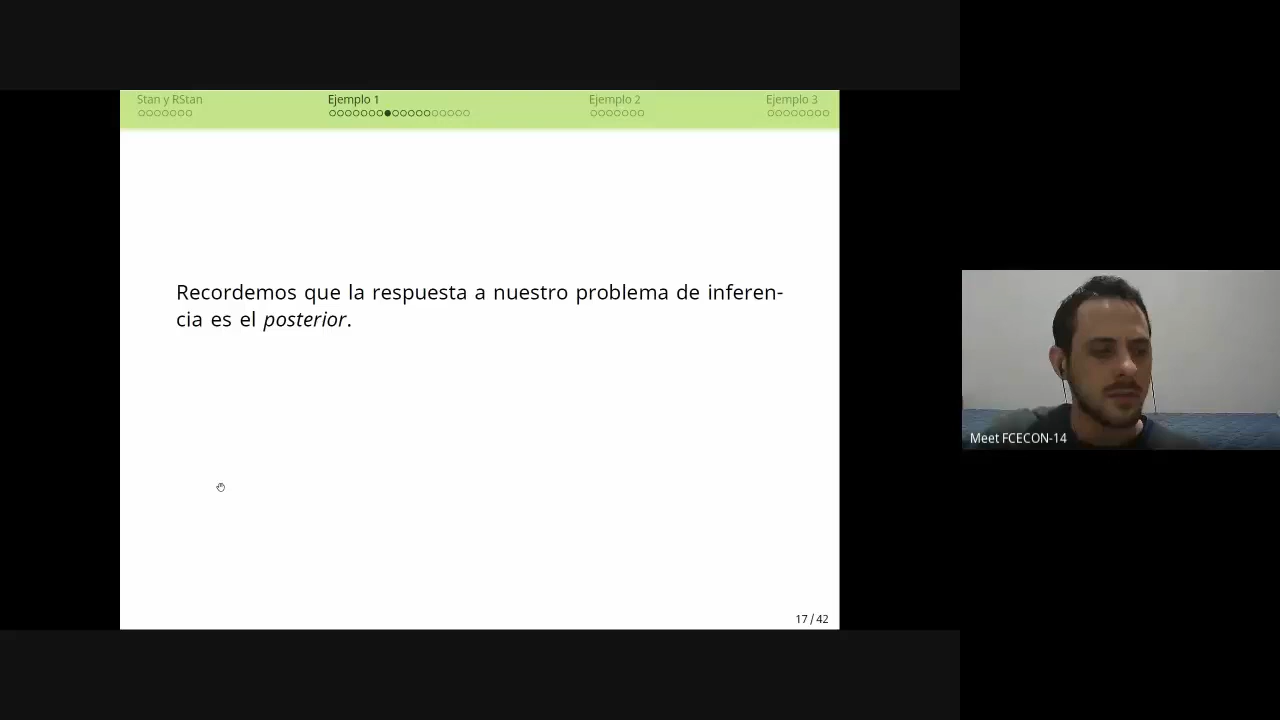 Stan y RStan
Ejemplo 1
Ejemplo 2
Ejemplo 3
Recordemos que la respuesta a nuestro problema de inferen-
cia es el posterior.
17 / 42
Meet FCECON-14